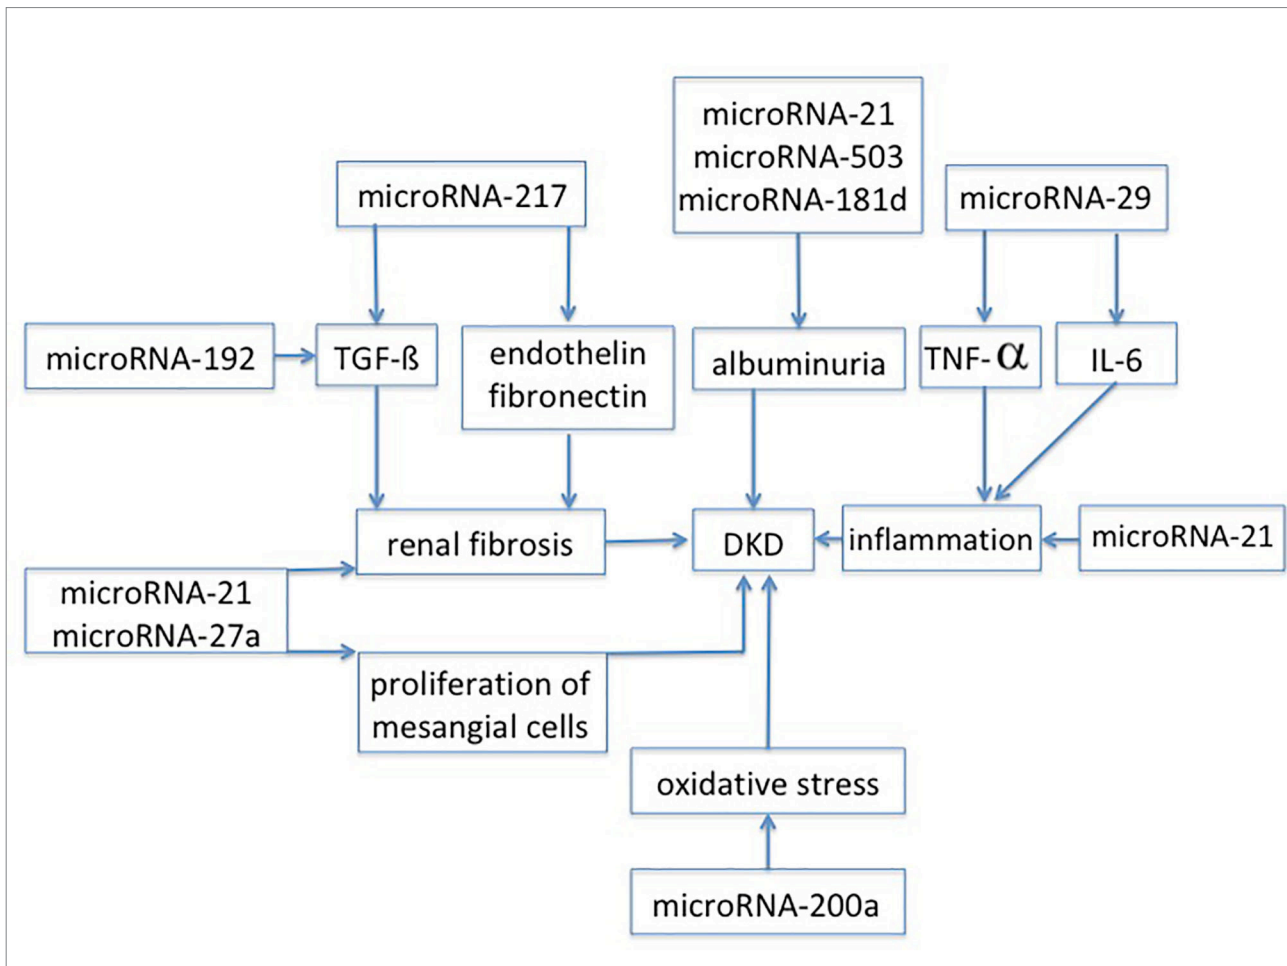 microRNA-21
microRNA-503
microRNA-181d
microRNA-217
microRNA-29
microRNA-192
TGF-ß
endothelin
fibronectin
albuminuria
TNF-α
IL-6
renal fibrosis
DKD
inflammation
microRNA-21
microRNA-21
microRNA-27a
proliferation of
mesangial cells
oxidative stress
microRNA-200a